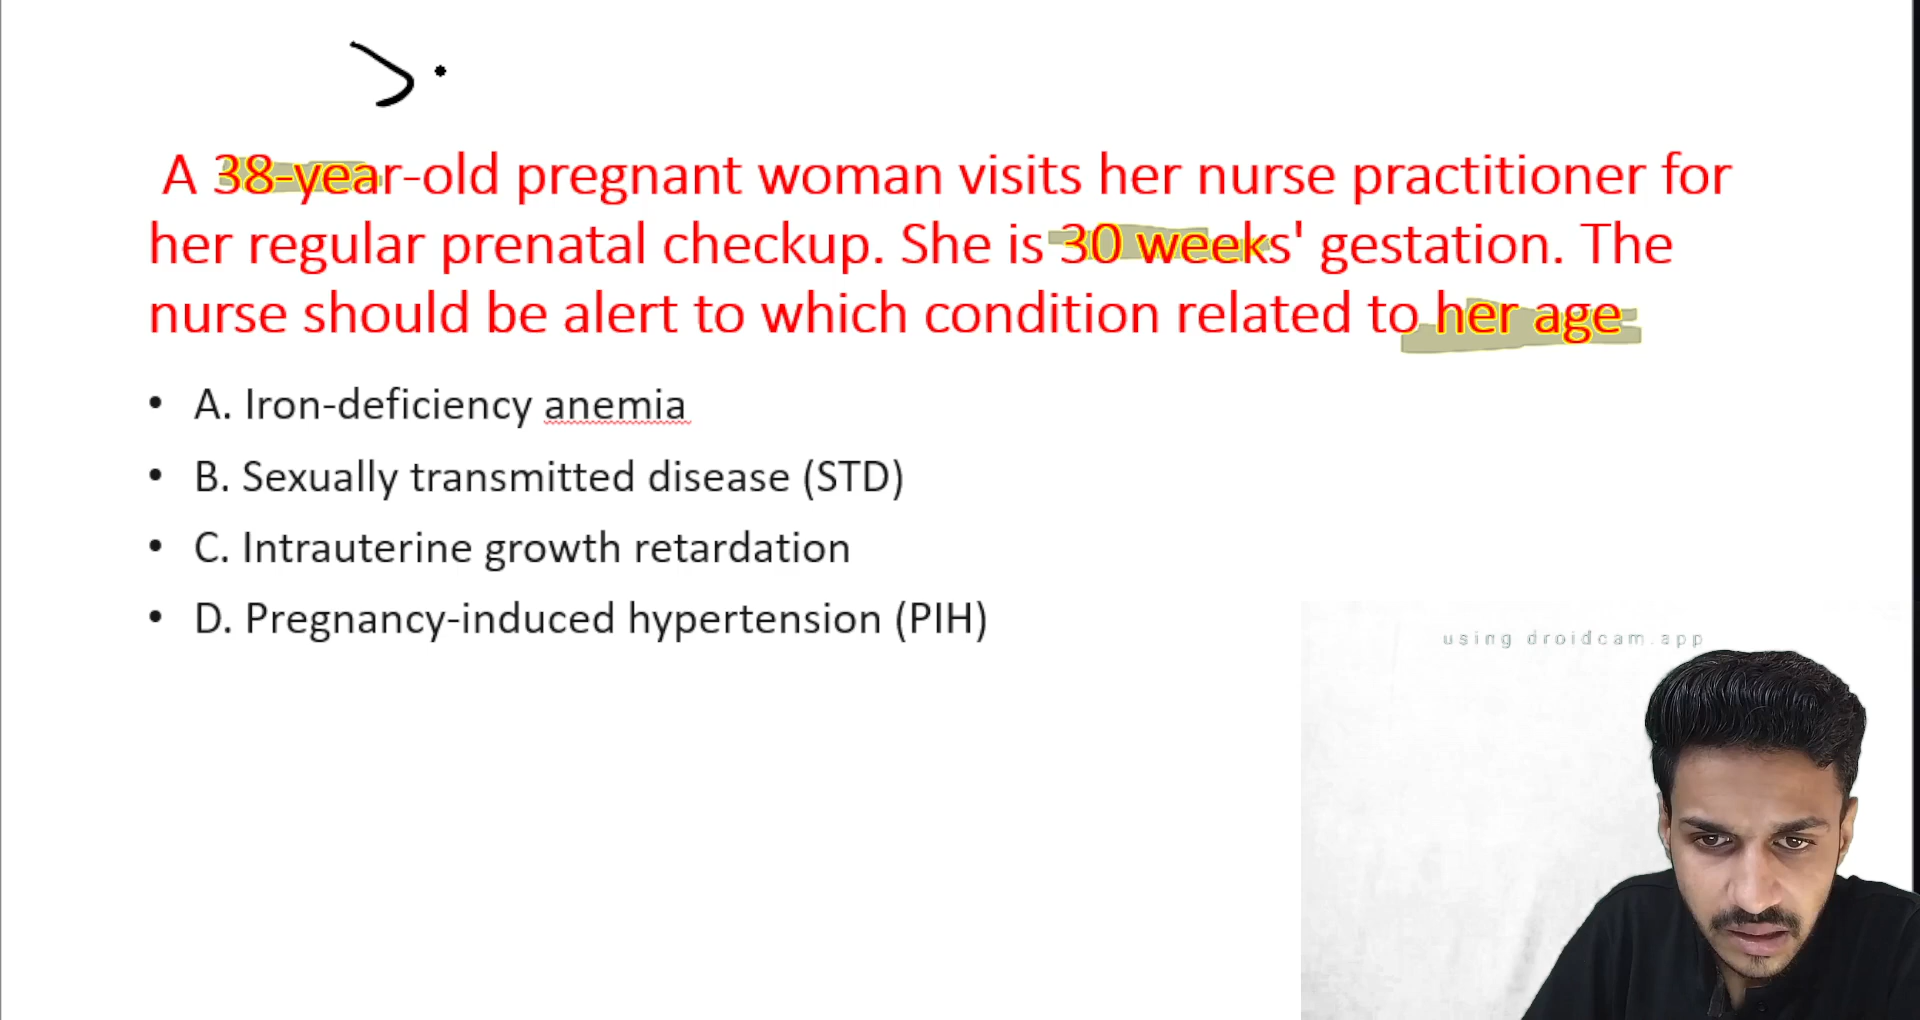 A 38-year-old pregnant woman visits her nurse practitioner for
her regular prenatal checkup. She is 30 weeks' gestation. The
nurse should be alert to which condition related to her age
• A. Iron-deficiency anemia
• B. Sexually transmitted disease (STD)
• C. Intrauterine growth retardation
• D. Pregnancy-induced hypertension (PIH)
using droidcam.app